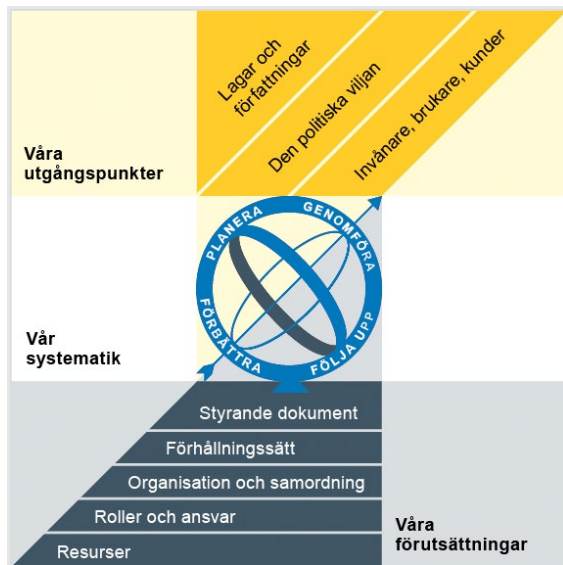 Lagar och
författningar
Den politiska viljan
Invånare, brukare, kunder
Våra
utgångspunkter
PLANERA
GENOMFÖRA
FÖRBÄTTRA
FÖLJA UPP
Vår
systematik
Styrande dokument
Förhållningssätt
Organisation och samordning
Roller och ansvar
Resurser
Våra
förutsättningar